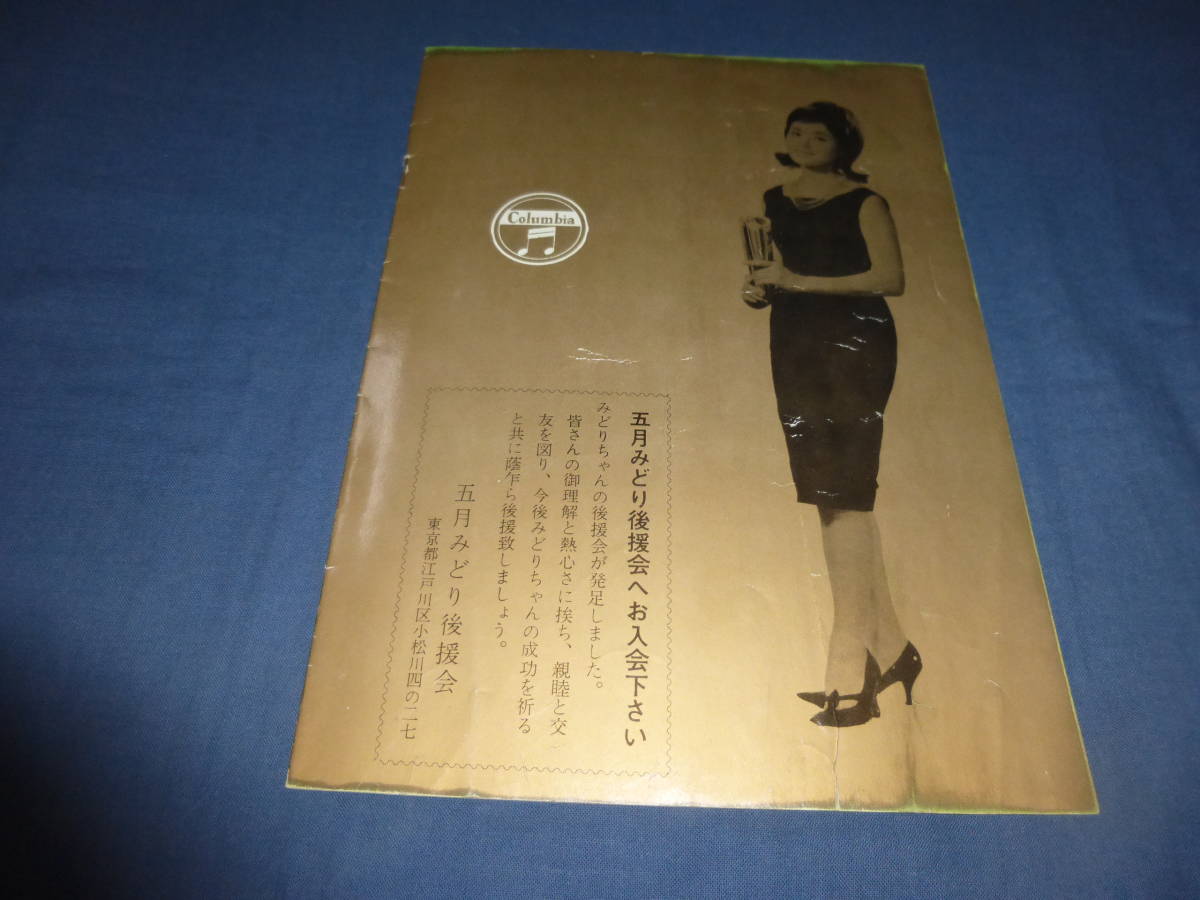 Columbia
五月みどり後援会へお入会下さい
みどりちゃんの後援会が発足しました。
皆さんの御理解と熱心さに挨ち、親睦と交
友を図り、今後みどりちゃんの成功を祈る
と共に蔭乍ら後援致しましょう。
五月みどり後援会
東京都江戸川区小松川四の二七